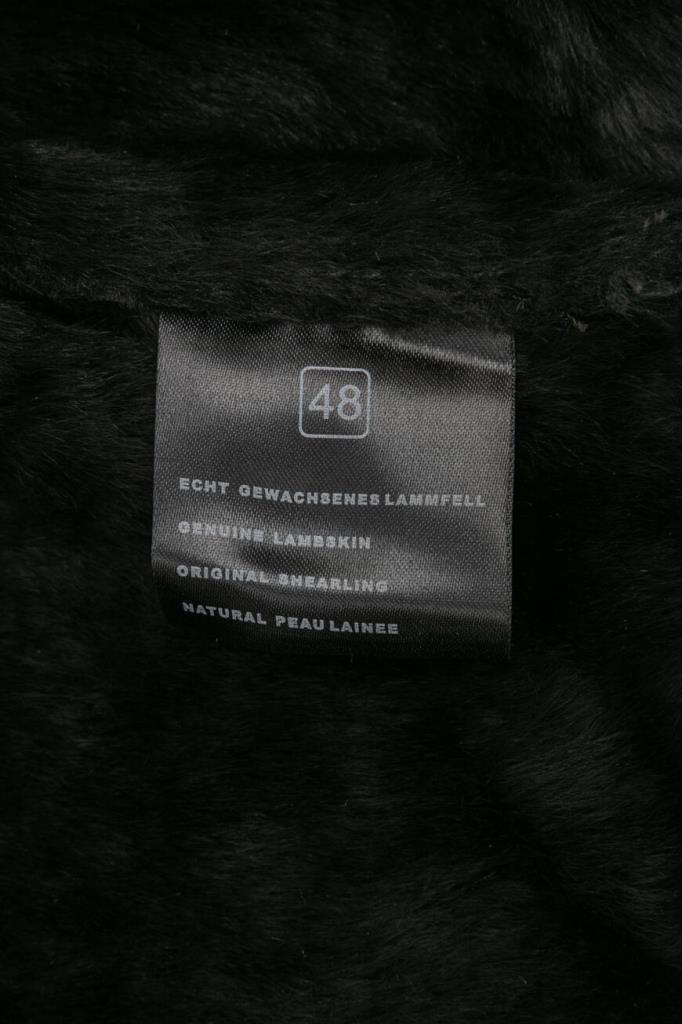 48
ECHT GEWACHSENES LAMMFELL
GENUINE LAMBSKIN
ORIGINAL SHEARLING
NATURAL PEAU LAINEE